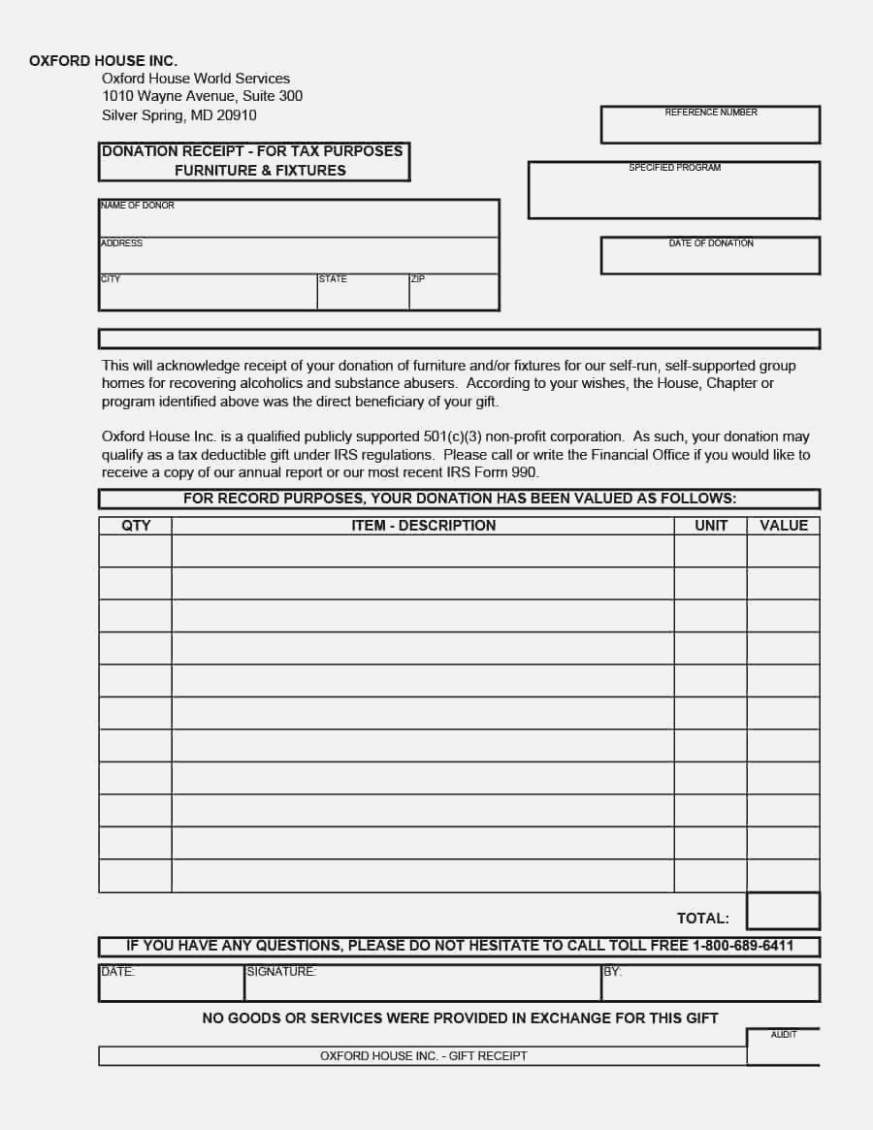 OXFORD HOUSE INC.
Oxford House World Services
1010 Wayne Avenue, Suite 300
Silver Spring, MD 20910
REFERENCE NUMBER
DONATION RECEIPT - FOR TAX PURPOSES
FURNITURE & FIXTURES
SPECIFIED PROGRAM
NAME OF DONOR
ADDRESS
DATE OF DONATION
CITY STATE ZIP
This will acknowledge receipt of your donation of furniture and/or fixtures for our self-run, self-supported group
homes for recovering alcoholics and substance abusers. According to your wishes, the House, Chapter or
program identified above was the direct beneficiary of your gift.
Oxford House Inc. is a qualified publicly supported 501(c)(3) non-profit corporation. As such, your donation may
qualify as a tax deductible gift under IRS regulations. Please call or write the Financial Office if you would like to
receive a copy of our annual report or our most recent IRS Form 990.
FOR RECORD PURPOSES, YOUR DONATION HAS BEEN VALUED AS FOLLOWS:
QTY ITEM - DESCRIPTION UNIT VALUE
TOTAL:
IF YOU HAVE ANY QUESTIONS, PLEASE DO NOT HESITATE TO CALL TOLL FREE 1-800-689-6411
DATE: SIGNATURE: BY:
NO GOODS OR SERVICES WERE PROVIDED IN EXCHANGE FOR THIS GIFT
AUDIT
OXFORD HOUSE INC. - GIFT RECEIPT